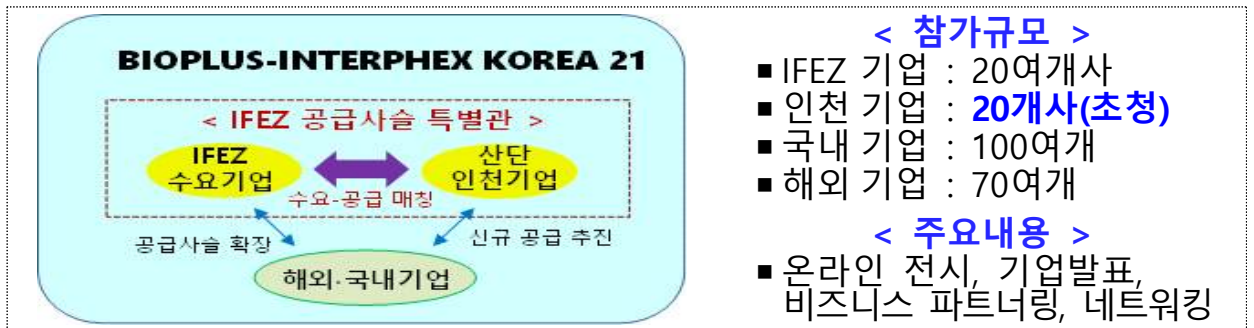 BIOPLUS-INTERPHEX KOREA 21
< IFEZ 공급사슬 특별관 >
IFEZ
수요기업
산단
인천기업
수요-공급 매칭
공급사슬 확장
신규 공급 추진
해외·국내기업
< 참가규모 >
▪ IFEZ 기업 : 20여개사
▪ 인천 기업 : 20개사(초청)
▪ 국내 기업 : 100여개
▪ 해외 기업 : 70여개
< 주요내용 >
▪ 온라인 전시, 기업발표,
비즈니스 파트너링, 네트워킹